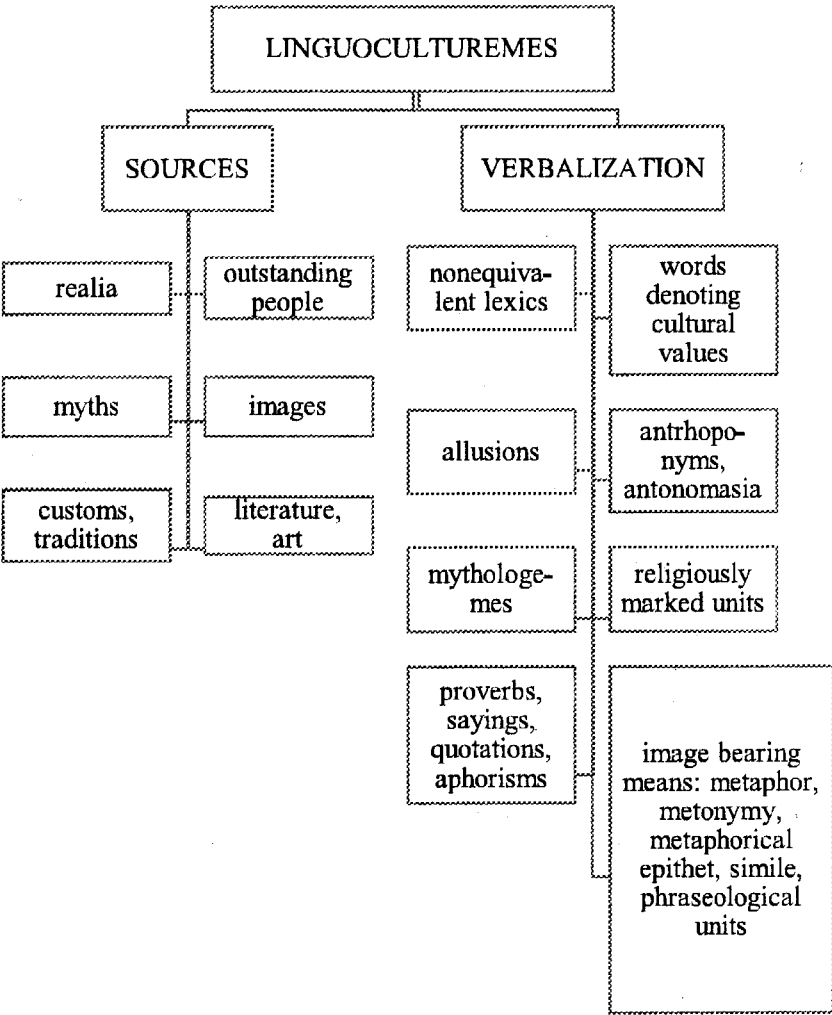 LINGUOCULTUREMES
SOURCES
VERBALIZATION
realia
outstanding
people
myths
images
customs,
traditions
literature,
art
nonequiva-
lent lexics
words
denoting
cultural
values
allusions
antrhopo-
nyms,
antonomasia
mythologe-
mes
religiously
marked units
proverbs,
sayings,
quotations,
aphorisms
image bearing
means: metaphor,
metonymy,
metaphorical
epithet, simile,
phraseological
units